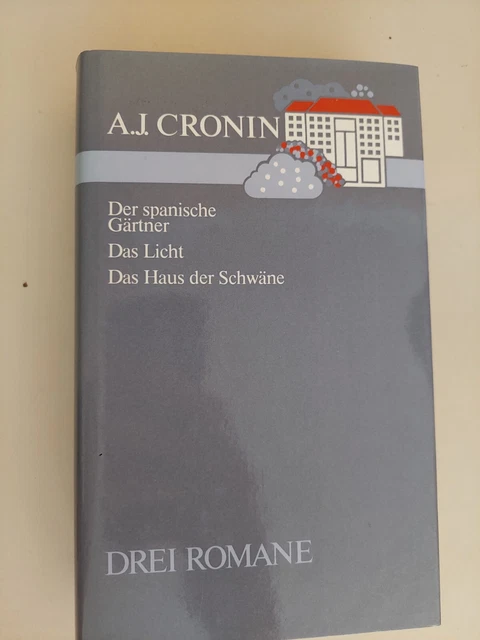 A.J. CRONIN
Der spanische
Gärtner
Das Licht
Das Haus der Schwäne
DREI ROMANE